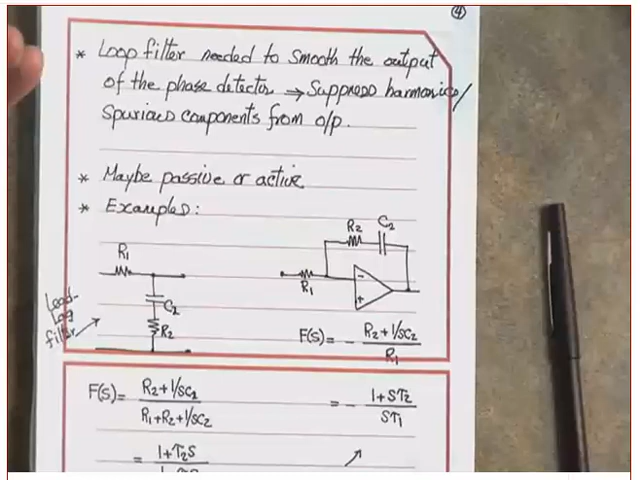 ④
* Loop filter needed to smooth the output
of the phase detector → Suppress harmonics/
Spurious components from o/p.
* Maybe passive or active
* Examples:
R1
C2
R2
Lead-
Lag
filter
R2
C2
R1
-
+
F(s) = - (R2 + 1/sC2) / R1
F(s) = (R2 + 1/sC2) / (R1 + R2 + 1/sC2)
= - (1 + sT2) / (sT1)
= 1 + T2s